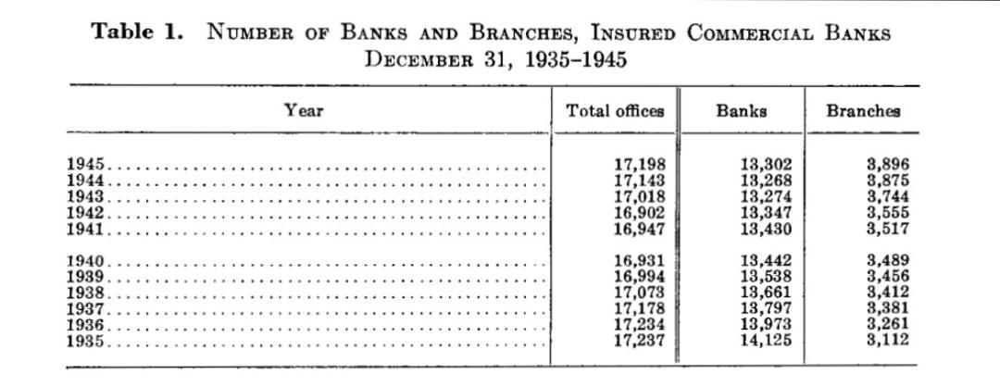 Table 1. NUMBER OF BANKS AND BRANCHES, INSURED COMMERCIAL BANKS
DECEMBER 31, 1935–1945
Year Total offices Banks Branches
1945 17,198 13,302 3,896
1944 17,143 13,268 3,875
1943 17,018 13,274 3,744
1942 16,902 13,347 3,555
1941 16,947 13,430 3,517
1940 16,931 13,442 3,489
1939 16,994 13,538 3,456
1938 17,073 13,661 3,412
1937 17,178 13,797 3,381
1936 17,234 13,973 3,261
1935 17,237 14,125 3,112